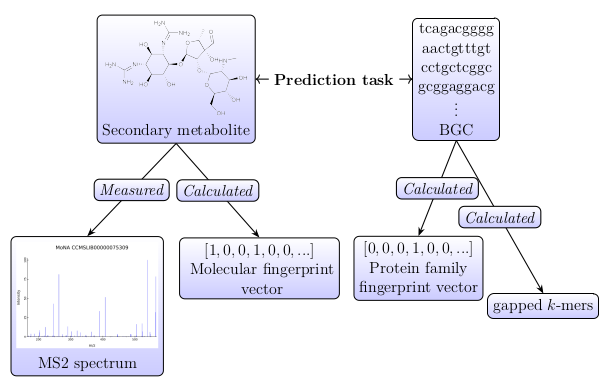 tcagacgggg
aactgtttgt
cctgctcggc
gcggaggacg
⋮
BGC
Secondary metabolite
Prediction task
Measured
Calculated
Calculated
Calculated
MoNA CCMSLIB00000075309
MS2 spectrum
[1, 0, 0, 1, 0, 0, ...]
Molecular fingerprint
vector
[0, 0, 0, 1, 0, 0, ...]
Protein family
fingerprint vector
gapped k-mers